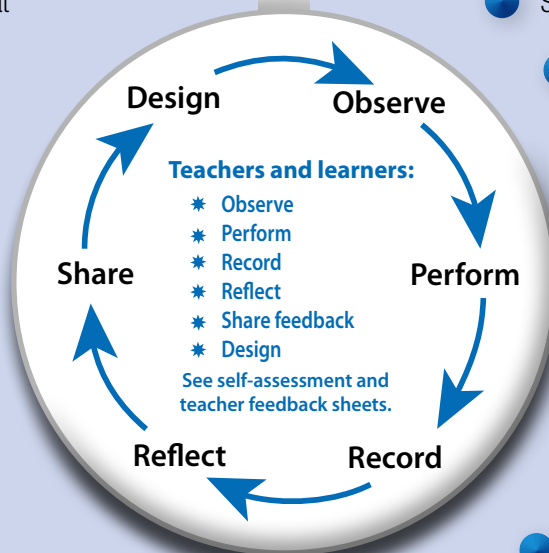 Design
Observe
Teachers and learners:
✷ Observe
✷ Perform
✷ Record
✷ Reflect
✷ Share feedback
✷ Design
See self-assessment and
teacher feedback sheets.
Share
Perform
Reflect
Record